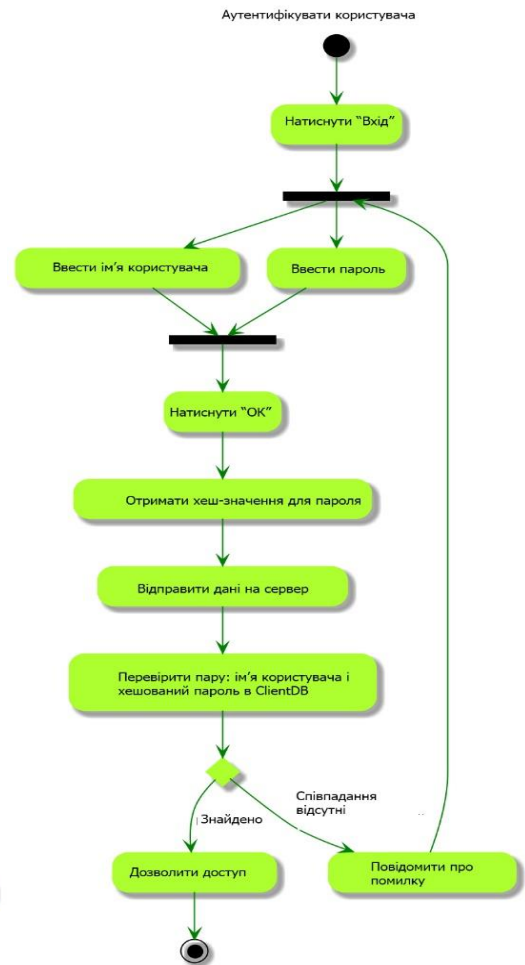 Аутентифікувати користувача
Натиснути “Вхід”
Ввести ім’я користувача
Ввести пароль
Натиснути “ОК”
Отримати хеш-значення для пароля
Відправити дані на сервер
Перевірити пару: ім’я користувача і
хешований пароль в ClientDB
Співпадання
відсутні
Знайдено
Дозволити доступ
Повідомити про
помилку